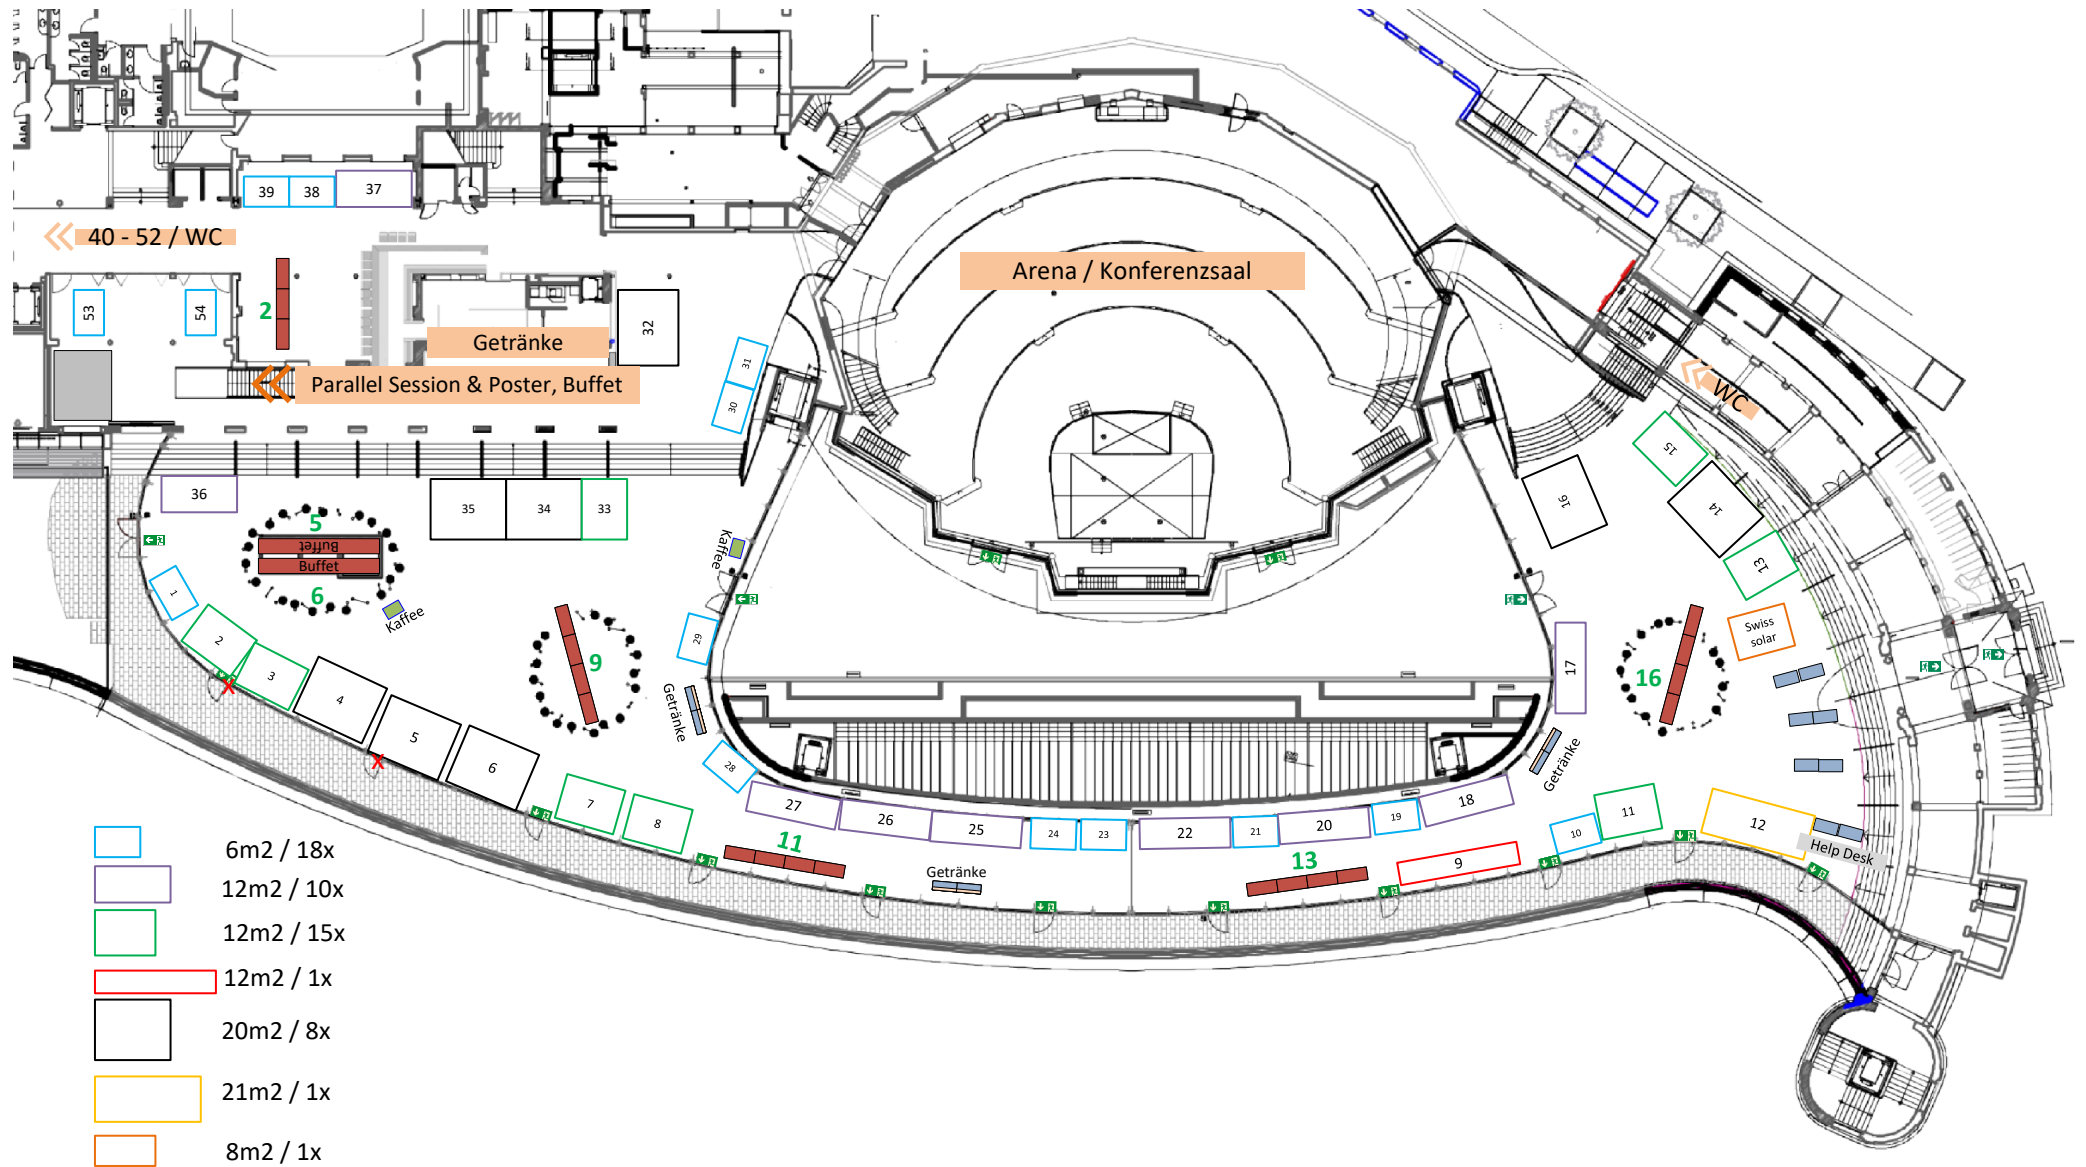 39
38
37
40 - 52 / WC
Arena / Konferenzsaal
53
54
2
32
Getränke
Parallel Session & Poster, Buffet
31
30
WC
36
35
34
33
15
14
13
16
5
Buffet
Buffet
6
Kaffee
Kaffee
1
2
3
4
5
6
9
29
Getränke
28
17
16
Swiss
solar
Getränke
7
8
27
26
25
24
23
22
21
20
19
18
11
13
9
10
11
12
Help Desk
Getränke
6m2 / 18x
12m2 / 10x
12m2 / 15x
12m2 / 1x
20m2 / 8x
21m2 / 1x
8m2 / 1x